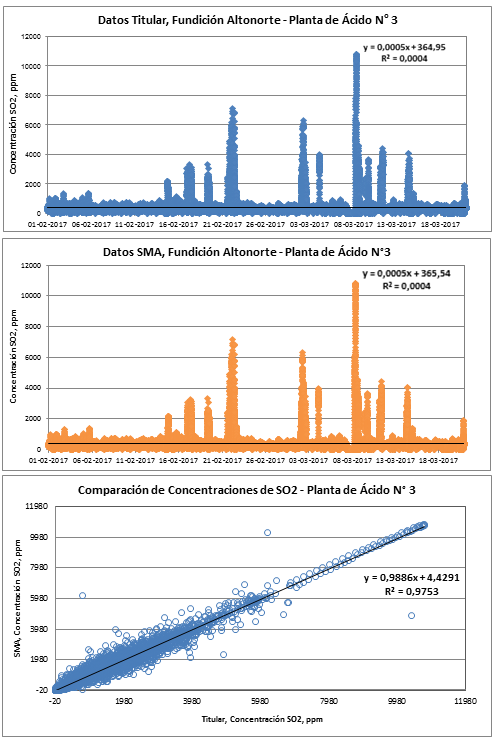 Datos Titular, Fundición Altonorte - Planta de Ácido N° 3
12000
y = 0,0005x + 364,95
R² = 0,0004
10000
8000
Concentración SO2, ppm
6000
4000
2000
0
01-02-2017 06-02-2017 11-02-2017 16-02-2017 21-02-2017 26-02-2017 03-03-2017 08-03-2017 13-03-2017 18-03-2017
Datos SMA, Fundición Altonorte - Planta de Ácido N°3
12000
y = 0,0005x + 365,54
R² = 0,0004
10000
8000
Concentración SO2, ppm
6000
4000
2000
0
01-02-2017 06-02-2017 11-02-2017 16-02-2017 21-02-2017 26-02-2017 03-03-2017 08-03-2017 13-03-2017 18-03-2017
Comparación de Concentraciones de SO2 - Planta de Ácido N° 3
11980
9980
7980
y = 0,9886x + 4,4291
R² = 0,9753
SMA, Concentración SO2, ppm
5980
3980
1980
-20
-20 1980 3980 5980 7980 9980 11980
Titular, Concentración SO2, ppm